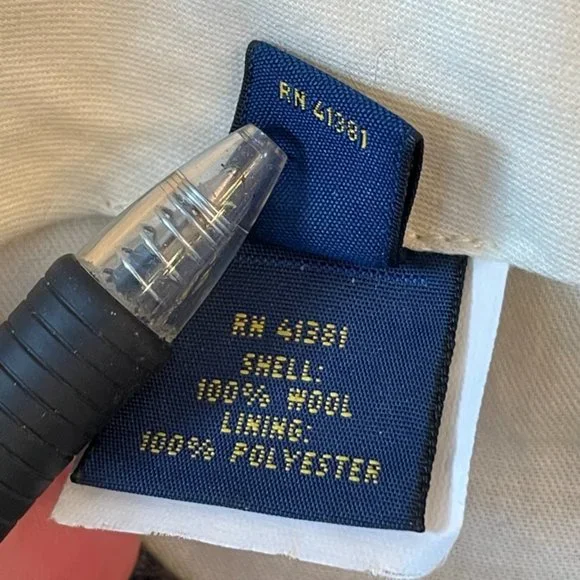 RN 41381
RN 41381
SHELL:
100% WOOL
LINING:
100% POLYESTER